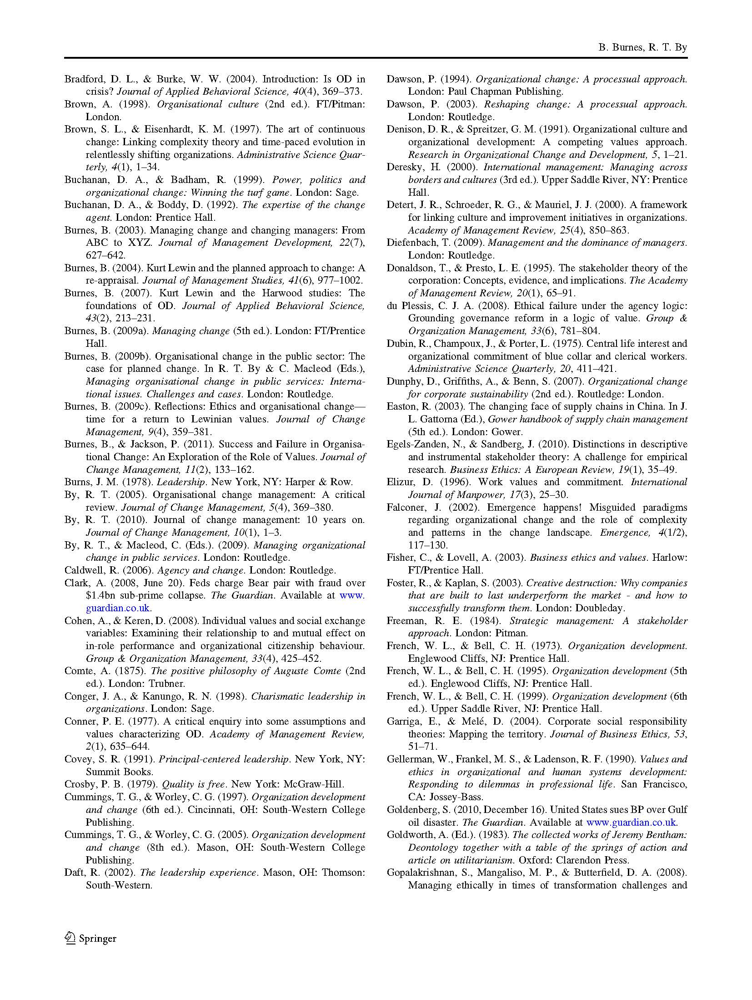 B. Burnes, R. T. By
Bradford, D. L., & Burke, W. W. (2004). Introduction: Is OD in
crisis? Journal of Applied Behavioral Science, 40(4), 369–373.
Brown, A. (1998). Organisational culture (2nd ed.). FT/Pitman:
London.
Brown, S. L., & Eisenhardt, K. M. (1997). The art of continuous
change: Linking complexity theory and time-paced evolution in
relentlessly shifting organizations. Administrative Science Quar-
terly, 4(1), 1–34.
Buchanan, D. A., & Badham, R. (1999). Power, politics and
organizational change: Winning the turf game. London: Sage.
Buchanan, D. A., & Boddy, D. (1992). The expertise of the change
agent. London: Prentice Hall.
Burnes, B. (2003). Managing change and changing managers: From
ABC to XYZ. Journal of Management Development, 22(7),
627–642.
Burnes, B. (2004). Kurt Lewin and the planned approach to change: A
re-appraisal. Journal of Management Studies, 41(6), 977–1002.
Burnes, B. (2007). Kurt Lewin and the Harwood studies: The
foundations of OD. Journal of Applied Behavioral Science,
43(2), 213–231.
Burnes, B. (2009a). Managing change (5th ed.). London: FT/Prentice
Hall.
Burnes, B. (2009b). Organisational change in the public sector: The
case for planned change. In R. T. By & C. Macleod (Eds.),
Managing organisational change in public services: Interna-
tional issues. Challenges and cases. London: Routledge.
Burnes, B. (2009c). Reflections: Ethics and organisational change—
time for a return to Lewinian values. Journal of Change
Management, 9(4), 359–381.
Burnes, B., & Jackson, P. (2011). Success and Failure in Organisa-
tional Change: An Exploration of the Role of Values. Journal of
Change Management, 11(2), 133–162.
Burns, J. M. (1978). Leadership. New York, NY: Harper & Row.
By, R. T. (2005). Organisational change management: A critical
review. Journal of Change Management, 5(4), 369–380.
By, R. T. (2010). Journal of change management: 10 years on.
Journal of Change Management, 10(1), 1–3.
By, R. T., & Macleod, C. (Eds.). (2009). Managing organizational
change in public services. London: Routledge.
Caldwell, R. (2006). Agency and change. London: Routledge.
Clark, A. (2008, June 20). Feds charge Bear pair with fraud over
$1.4bn sub-prime collapse. The Guardian. Available at www.
guardian.co.uk.
Cohen, A., & Keren, D. (2008). Individual values and social exchange
variables: Examining their relationship to and mutual effect on
in-role performance and organizational citizenship behaviour.
Group & Organization Management, 33(4), 425–452.
Comte, A. (1875). The positive philosophy of Auguste Comte (2nd
ed.). London: Trubner.
Conger, J. A., & Kanungo, R. N. (1998). Charismatic leadership in
organizations. London: Sage.
Conner, P. E. (1977). A critical enquiry into some assumptions and
values characterizing OD. Academy of Management Review,
2(1), 635–644.
Covey, S. R. (1991). Principal-centered leadership. New York, NY:
Summit Books.
Crosby, P. B. (1979). Quality is free. New York: McGraw-Hill.
Cummings, T. G., & Worley, C. G. (1997). Organization development
and change (6th ed.). Cincinnati, OH: South-Western College
Publishing.
Cummings, T. G., & Worley, C. G. (2005). Organization development
and change (8th ed.). Mason, OH: South-Western College
Publishing.
Daft, R. (2002). The leadership experience. Mason, OH: Thomson:
South-Western.
Dawson, P. (1994). Organizational change: A processual approach.
London: Paul Chapman Publishing.
Dawson, P. (2003). Reshaping change: A processual approach.
London: Routledge.
Denison, D. R., & Spreitzer, G. M. (1991). Organizational culture and
organizational development: A competing values approach.
Research in Organizational Change and Development, 5, 1–21.
Deresky, H. (2000). International management: Managing across
borders and cultures (3rd ed.). Upper Saddle River, NY: Prentice
Hall.
Detert, J. R., Schroeder, R. G., & Mauriel, J. J. (2000). A framework
for linking culture and improvement initiatives in organizations.
Academy of Management Review, 25(4), 850–863.
Diefenbach, T. (2009). Management and the dominance of managers.
London: Routledge.
Donaldson, T., & Presto, L. E. (1995). The stakeholder theory of the
corporation: Concepts, evidence, and implications. The Academy
of Management Review, 20(1), 65–91.
du Plessis, C. J. A. (2008). Ethical failure under the agency logic:
Grounding governance reform in a logic of value. Group &
Organization Management, 33(6), 781–804.
Dubin, R., Champoux, J., & Porter, L. (1975). Central life interest and
organizational commitment of blue collar and clerical workers.
Administrative Science Quarterly, 20, 411–421.
Dunphy, D., Griffiths, A., & Benn, S. (2007). Organizational change
for corporate sustainability (2nd ed.). Routledge: London.
Easton, R. (2003). The changing face of supply chains in China. In J.
L. Gattorna (Ed.), Gower handbook of supply chain management
(5th ed.). London: Gower.
Egels-Zanden, N., & Sandberg, J. (2010). Distinctions in descriptive
and instrumental stakeholder theory: A challenge for empirical
research. Business Ethics: A European Review, 19(1), 35–49.
Elizur, D. (1996). Work values and commitment. International
Journal of Manpower, 17(3), 25–30.
Falconer, J. (2002). Emergence happens! Misguided paradigms
regarding organizational change and the role of complexity
and patterns in the change landscape. Emergence, 4(1/2),
117–130.
Fisher, C., & Lovell, A. (2003). Business ethics and values. Harlow:
FT/Prentice Hall.
Foster, R., & Kaplan, S. (2003). Creative destruction: Why companies
that are built to last underperform the market - and how to
successfully transform them. London: Doubleday.
Freeman, R. E. (1984). Strategic management: A stakeholder
approach. London: Pitman.
French, W. L., & Bell, C. H. (1973). Organization development.
Englewood Cliffs, NJ: Prentice Hall.
French, W. L., & Bell, C. H. (1995). Organization development (5th
ed.). Englewood Cliffs, NJ: Prentice Hall.
French, W. L., & Bell, C. H. (1999). Organization development (6th
ed.). Upper Saddle River, NJ: Prentice Hall.
Garriga, E., & Melé, D. (2004). Corporate social responsibility
theories: Mapping the territory. Journal of Business Ethics, 53,
51–71.
Gellerman, W., Frankel, M. S., & Ladenson, R. F. (1990). Values and
ethics in organizational and human systems development:
Responding to dilemmas in professional life. San Francisco,
CA: Jossey-Bass.
Goldenberg, S. (2010, December 16). United States sues BP over Gulf
oil disaster. The Guardian. Available at www.guardian.co.uk.
Goldworth, A. (Ed.). (1983). The collected works of Jeremy Bentham:
Deontology together with a table of the springs of action and
article on utilitarianism. Oxford: Clarendon Press.
Gopalakrishnan, S., Mangaliso, M. P., & Butterfield, D. A. (2008).
Managing ethically in times of transformation challenges and
Springer